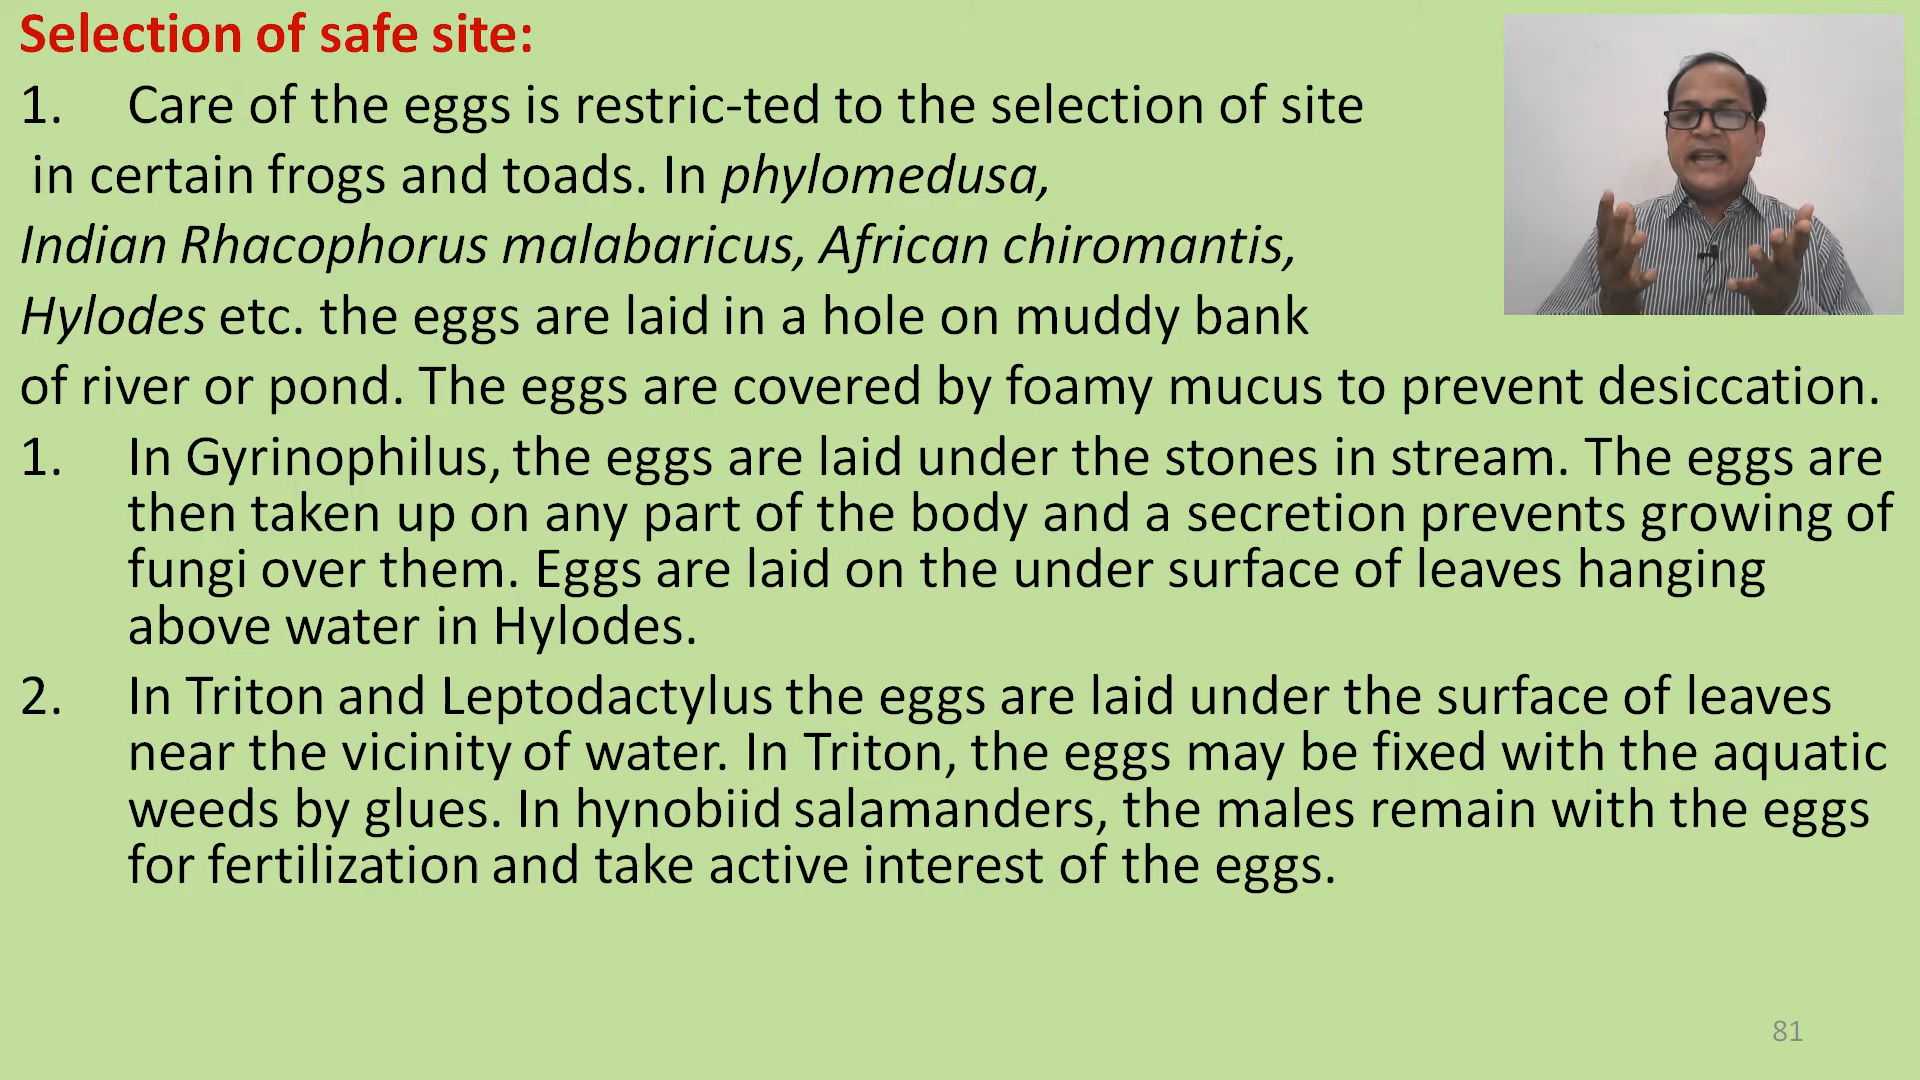 Selection of safe site:
1. Care of the eggs is restric-ted to the selection of site
in certain frogs and toads. In phylomedusa,
Indian Rhacophorus malabaricus, African chiromantis,
Hylodes etc. the eggs are laid in a hole on muddy bank
of river or pond. The eggs are covered by foamy mucus to prevent desiccation.
1. In Gyrinophilus, the eggs are laid under the stones in stream. The eggs are
then taken up on any part of the body and a secretion prevents growing of
fungi over them. Eggs are laid on the under surface of leaves hanging
above water in Hylodes.
2. In Triton and Leptodactylus the eggs are laid under the surface of leaves
near the vicinity of water. In Triton, the eggs may be fixed with the aquatic
weeds by glues. In hynobiid salamanders, the males remain with the eggs
for fertilization and take active interest of the eggs.
81